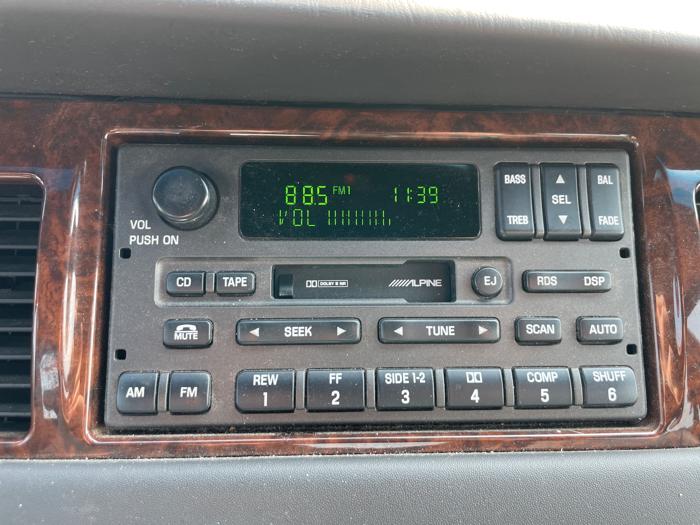 88.5 FM1 11:39
VOL
BASS
TREB
SEL
BAL
FADE
VOL
PUSH ON
CD
TAPE
DOLBY B NR
ALPINE
EJ
RDS DSP
MUTE
SEEK
TUNE
SCAN
AUTO
AM
FM
REW
1
FF
2
SIDE 1-2
3
4
COMP
5
SHUFF
6